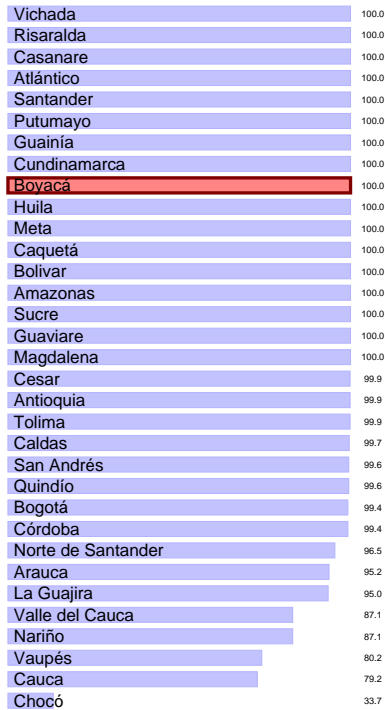 Vichada 100.0
Risaralda 100.0
Casanare 100.0
Atlántico 100.0
Santander 100.0
Putumayo 100.0
Guainía 100.0
Cundinamarca 100.0
Boyacá 100.0
Huila 100.0
Meta 100.0
Caquetá 100.0
Bolivar 100.0
Amazonas 100.0
Sucre 100.0
Guaviare 100.0
Magdalena 100.0
Cesar 99.9
Antioquia 99.9
Tolima 99.9
Caldas 99.7
San Andrés 99.6
Quindío 99.6
Bogotá 99.4
Córdoba 99.4
Norte de Santander 96.5
Arauca 95.2
La Guajira 95.0
Valle del Cauca 87.1
Nariño 87.1
Vaupés 80.2
Cauca 79.2
Chocó 33.7